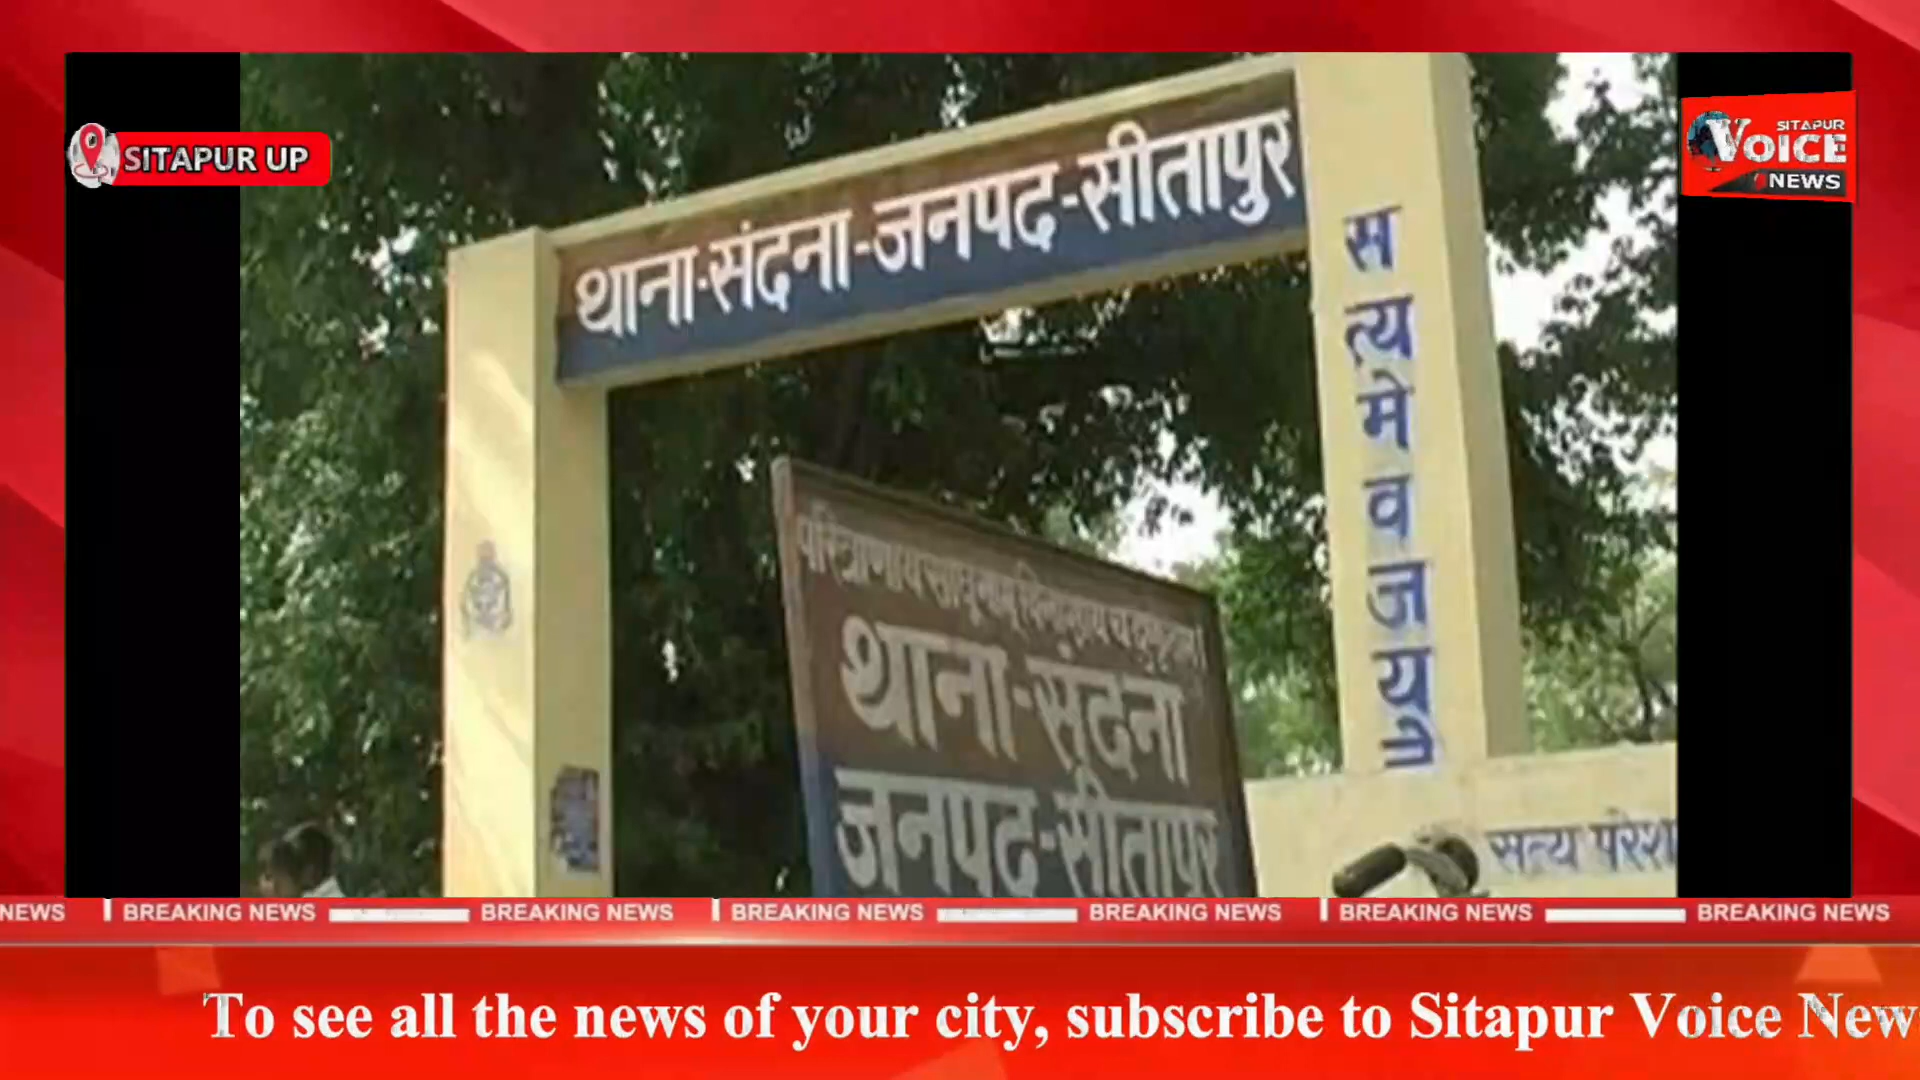 SITAPUR UP
SITAPUR
VOICE
NEWS
थाना-संदना-जनपद-सीतापुर
सत्यमेव जयते
परित्राणाय साधूनाम्
थाना-संदना
जनपद-सीतापुर
सत्य परेशा
NEWS BREAKING NEWS BREAKING NEWS BREAKING NEWS BREAKING NEWS BREAKING NEWS BREAKING NEWS
To see all the news of your city, subscribe to Sitapur Voice New